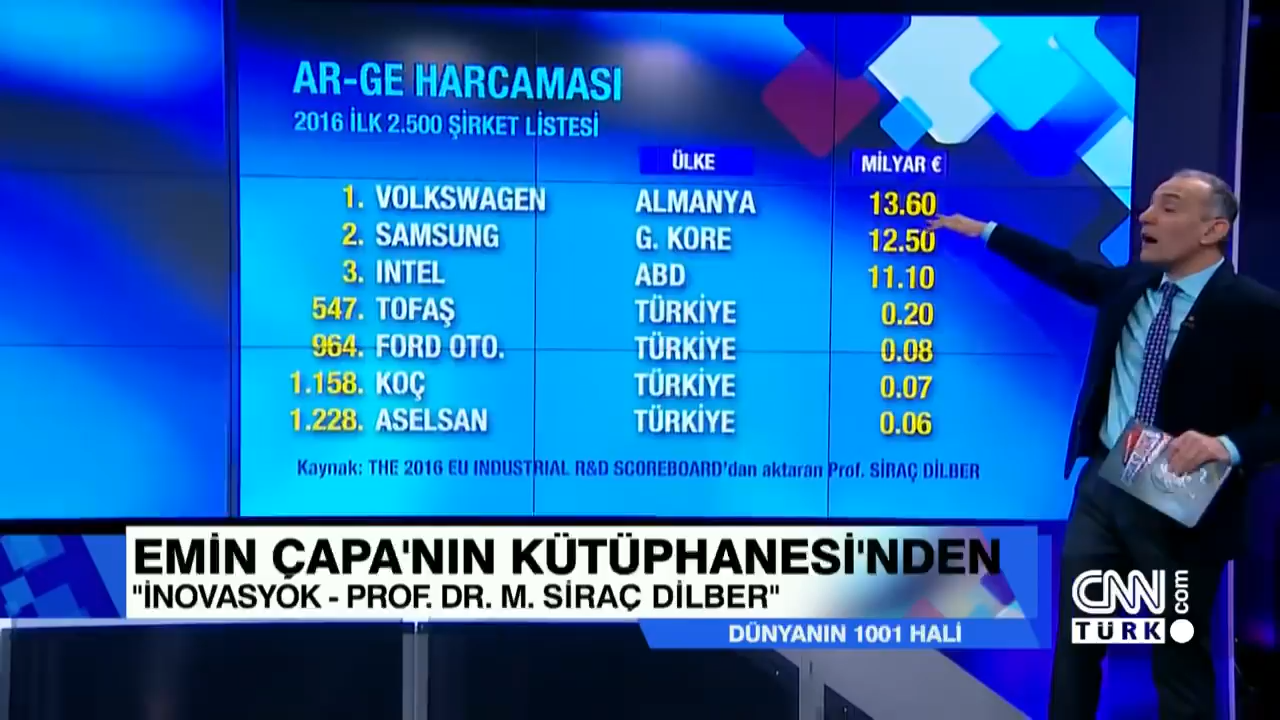 AR-GE HARCAMASI
2016 İLK 2.500 ŞİRKET LİSTESİ
ÜLKE MİLYAR €
1. VOLKSWAGEN ALMANYA 13.60
2. SAMSUNG G. KORE 12.50
3. INTEL ABD 11.10
547. TOFAŞ TÜRKİYE 0.20
964. FORD OTO. TÜRKİYE 0.08
1.158. KOÇ TÜRKİYE 0.07
1.228. ASELSAN TÜRKİYE 0.06
Kaynak: THE 2016 EU INDUSTRIAL R&D SCOREBOARD'dan aktaran Prof. SİRAÇ DİLBER
EMİN ÇAPA'NIN KÜTÜPHANESİ'NDEN
"İNOVASYOK - PROF. DR. M. SİRAÇ DİLBER"
DÜNYANIN 1001 HALİ
CNN
TÜRK
.com